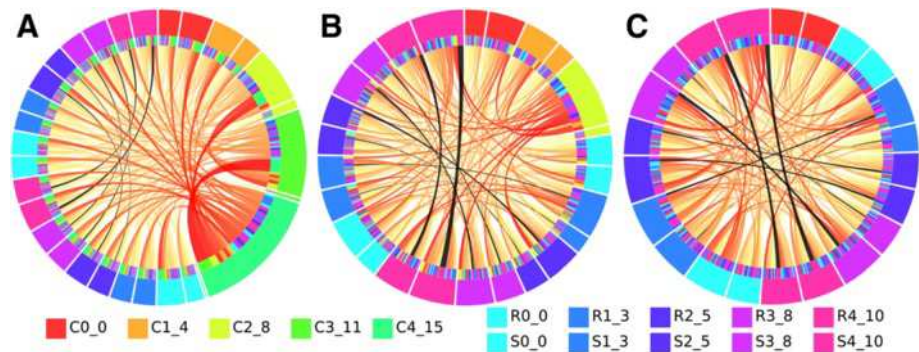 A B C
C0_0 C1_4 C2_8 C3_11 C4_15
R0_0 R1_3 R2_5 R3_8 R4_10
S0_0 S1_3 S2_5 S3_8 S4_10